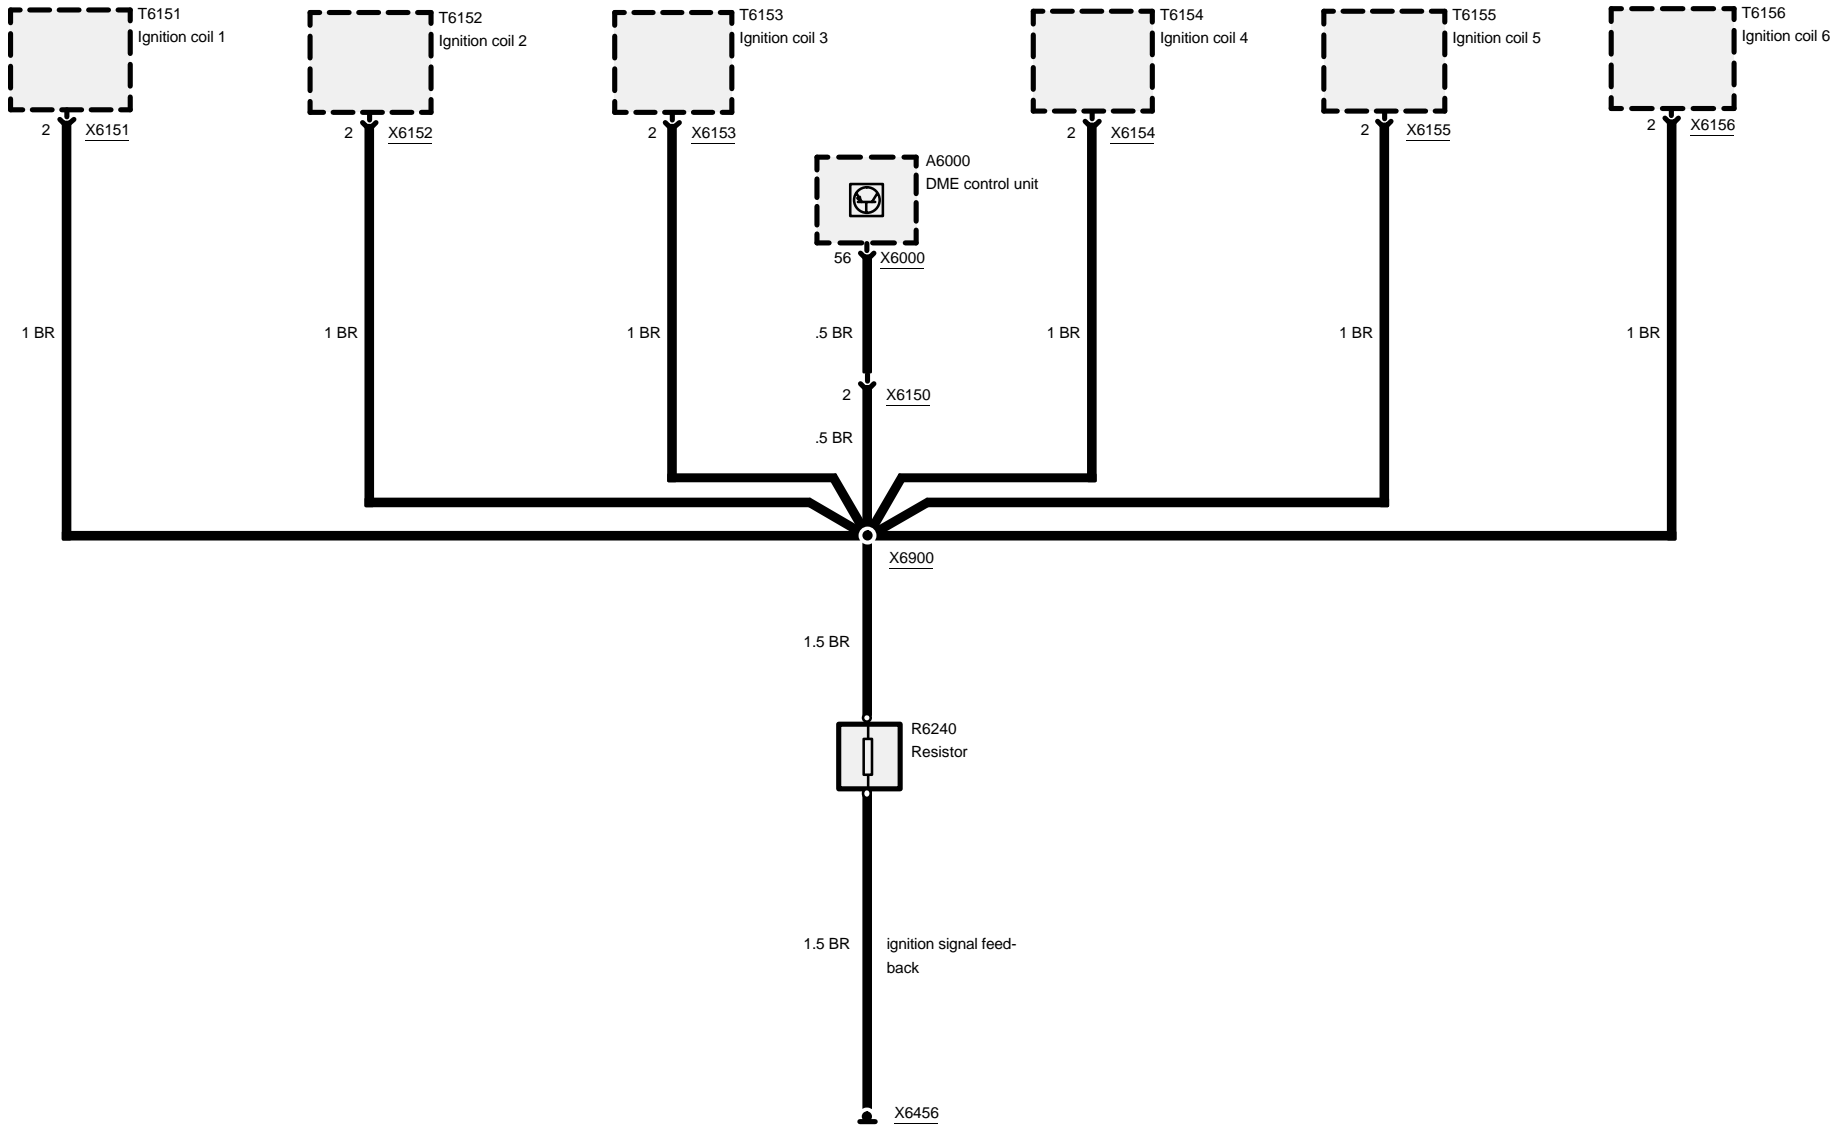 T6151
Ignition coil 1
T6152
Ignition coil 2
T6153
Ignition coil 3
T6154
Ignition coil 4
T6155
Ignition coil 5
T6156
Ignition coil 6
2 X6151
2 X6152
2 X6153
2 X6154
2 X6155
2 X6156
A6000
DME control unit
56 X6000
1 BR
1 BR
1 BR
.5 BR
1 BR
1 BR
1 BR
2 X6150
.5 BR
X6900
1.5 BR
R6240
Resistor
1.5 BR
ignition signal feed-
back
X6456